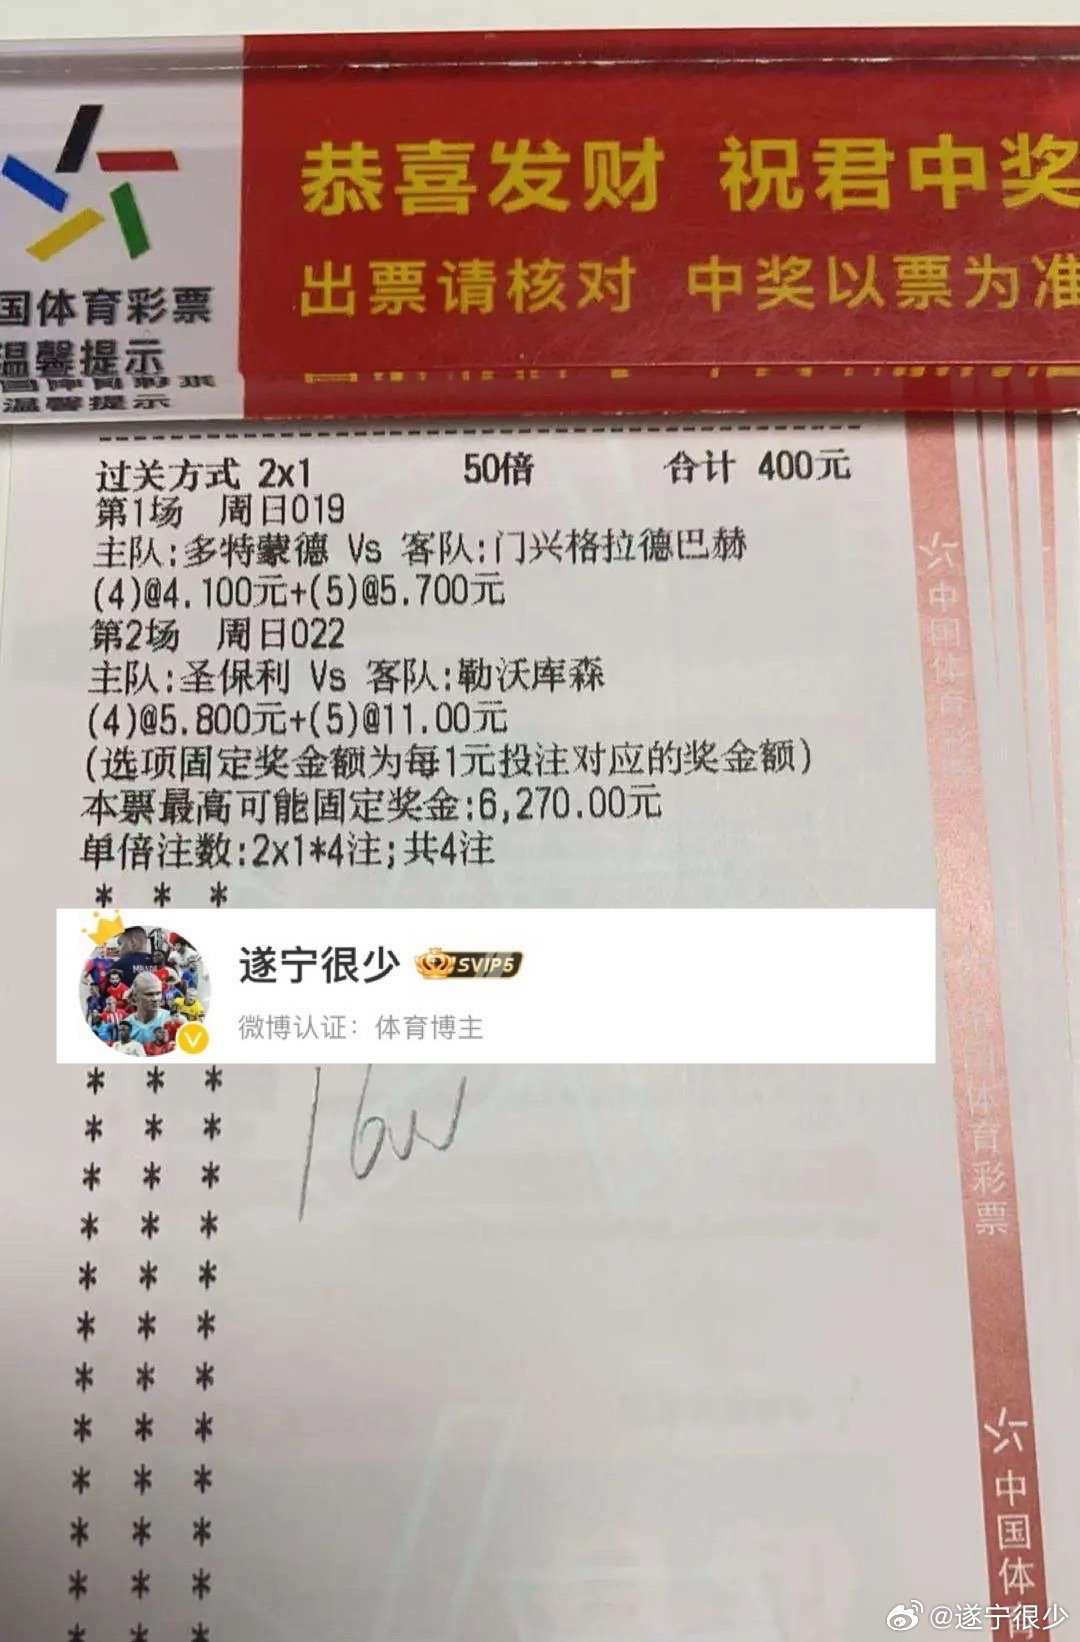 恭喜发财 祝君中奖
出票请核对 中奖以票为准
国体育彩票
温馨提示
过关方式 2x1 50倍 合计 400元
第1场 周日019
主队:多特蒙德 Vs 客队:门兴格拉德巴赫
(4)@4.100元+(5)@5.700元
第2场 周日022
主队:圣保利 Vs 客队:勒沃库森
(4)@5.800元+(5)@11.00元
(选项固定奖金额为每1元投注对应的奖金额)
本票最高可能固定奖金:6,270.00元
单倍注数:2x1*4注;共4注
* * *
遂宁很少 SVIP5
微博认证：体育博主
* * *
* * *
* * *
* * *
* * *
* * *
* * *
* * *
* * *
* * *
* * *
* * *
中国体育
中国体育彩票
中国体育
@遂宁很少